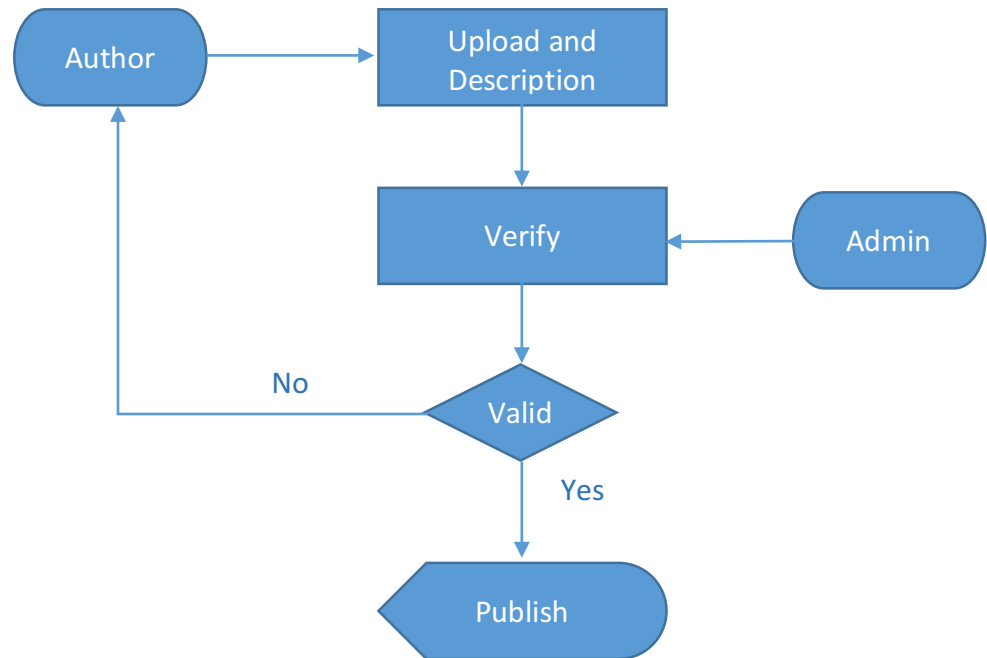 Author
Upload and
Description
Verify
Admin
No
Valid
Yes
Publish